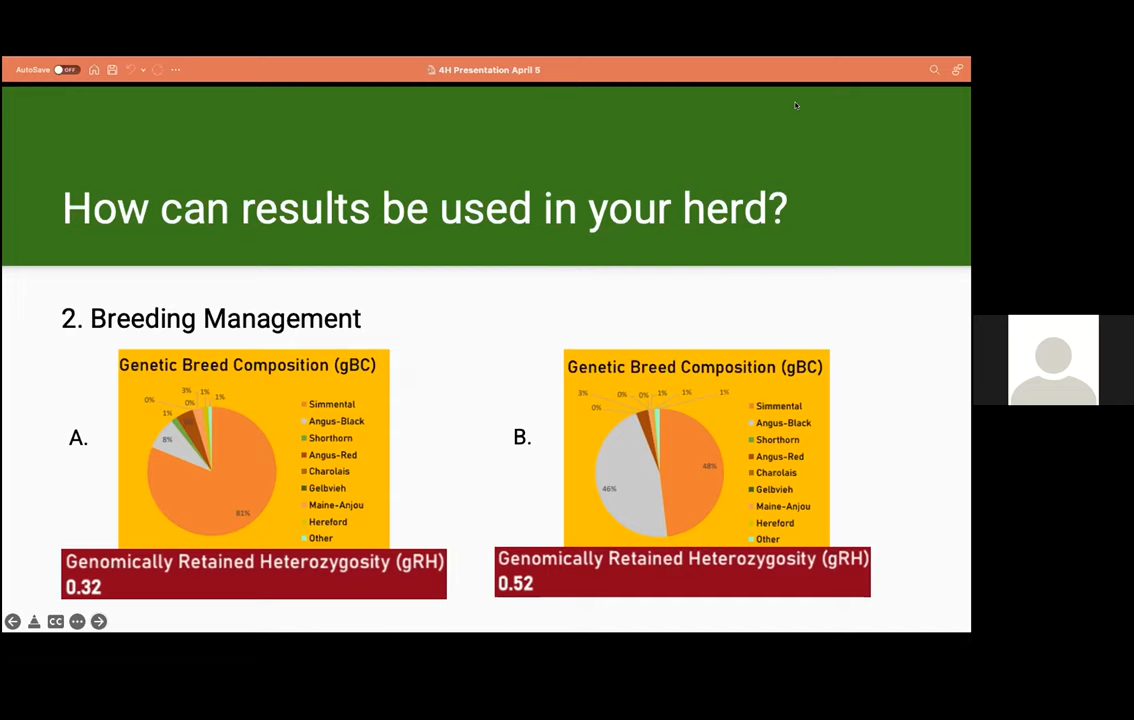 AutoSave OFF
4H Presentation April 5
How can results be used in your herd?
2. Breeding Management
A.
Genetic Breed Composition (gBC)
3%
1%
0%
0%
1%
1%
8%
81%
Simmental
Angus-Black
Shorthorn
Angus-Red
Charolais
Gelbvieh
Maine-Anjou
Hereford
Other
Genomically Retained Heterozygosity (gRH)
0.32
B.
Genetic Breed Composition (gBC)
3%
0%
0%
0%
1%
1%
1%
48%
46%
Simmental
Angus-Black
Shorthorn
Angus-Red
Charolais
Gelbvieh
Maine-Anjou
Hereford
Other
Genomically Retained Heterozygosity (gRH)
0.52
CC